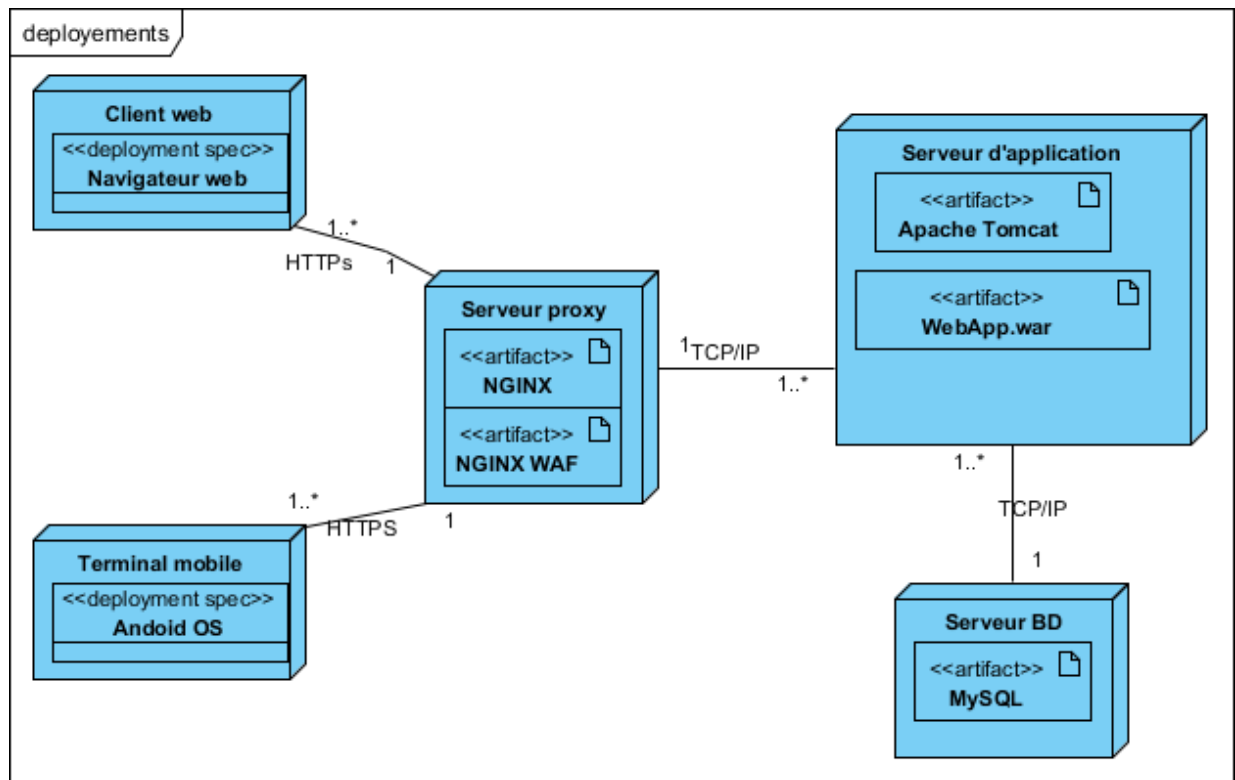 deployements
Client web
<<deployment spec>>
Navigateur web
1..*
HTTPs
1
Serveur proxy
<<artifact>>
NGINX
<<artifact>>
NGINX WAF
1..*
HTTPS
1
Terminal mobile
<<deployment spec>>
Andoid OS
1
TCP/IP
1..*
Serveur d'application
<<artifact>>
Apache Tomcat
<<artifact>>
WebApp.war
1..*
TCP/IP
1
Serveur BD
<<artifact>>
MySQL